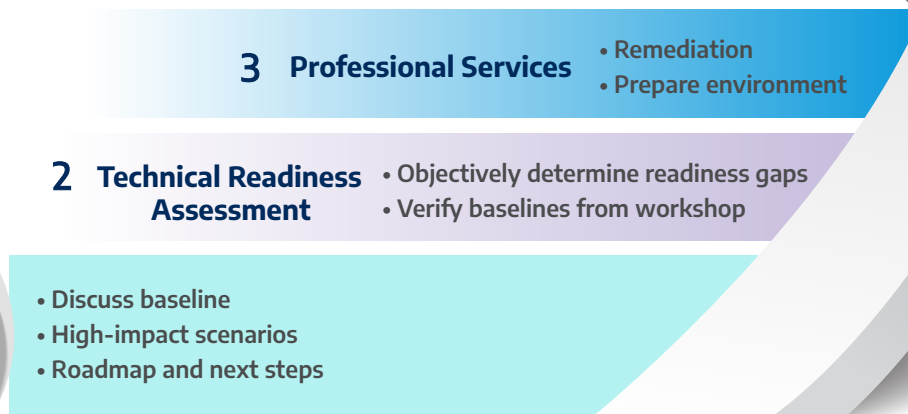 3 Professional Services
• Remediation
• Prepare environment
2 Technical Readiness
Assessment
• Objectively determine readiness gaps
• Verify baselines from workshop
• Discuss baseline
• High-impact scenarios
• Roadmap and next steps